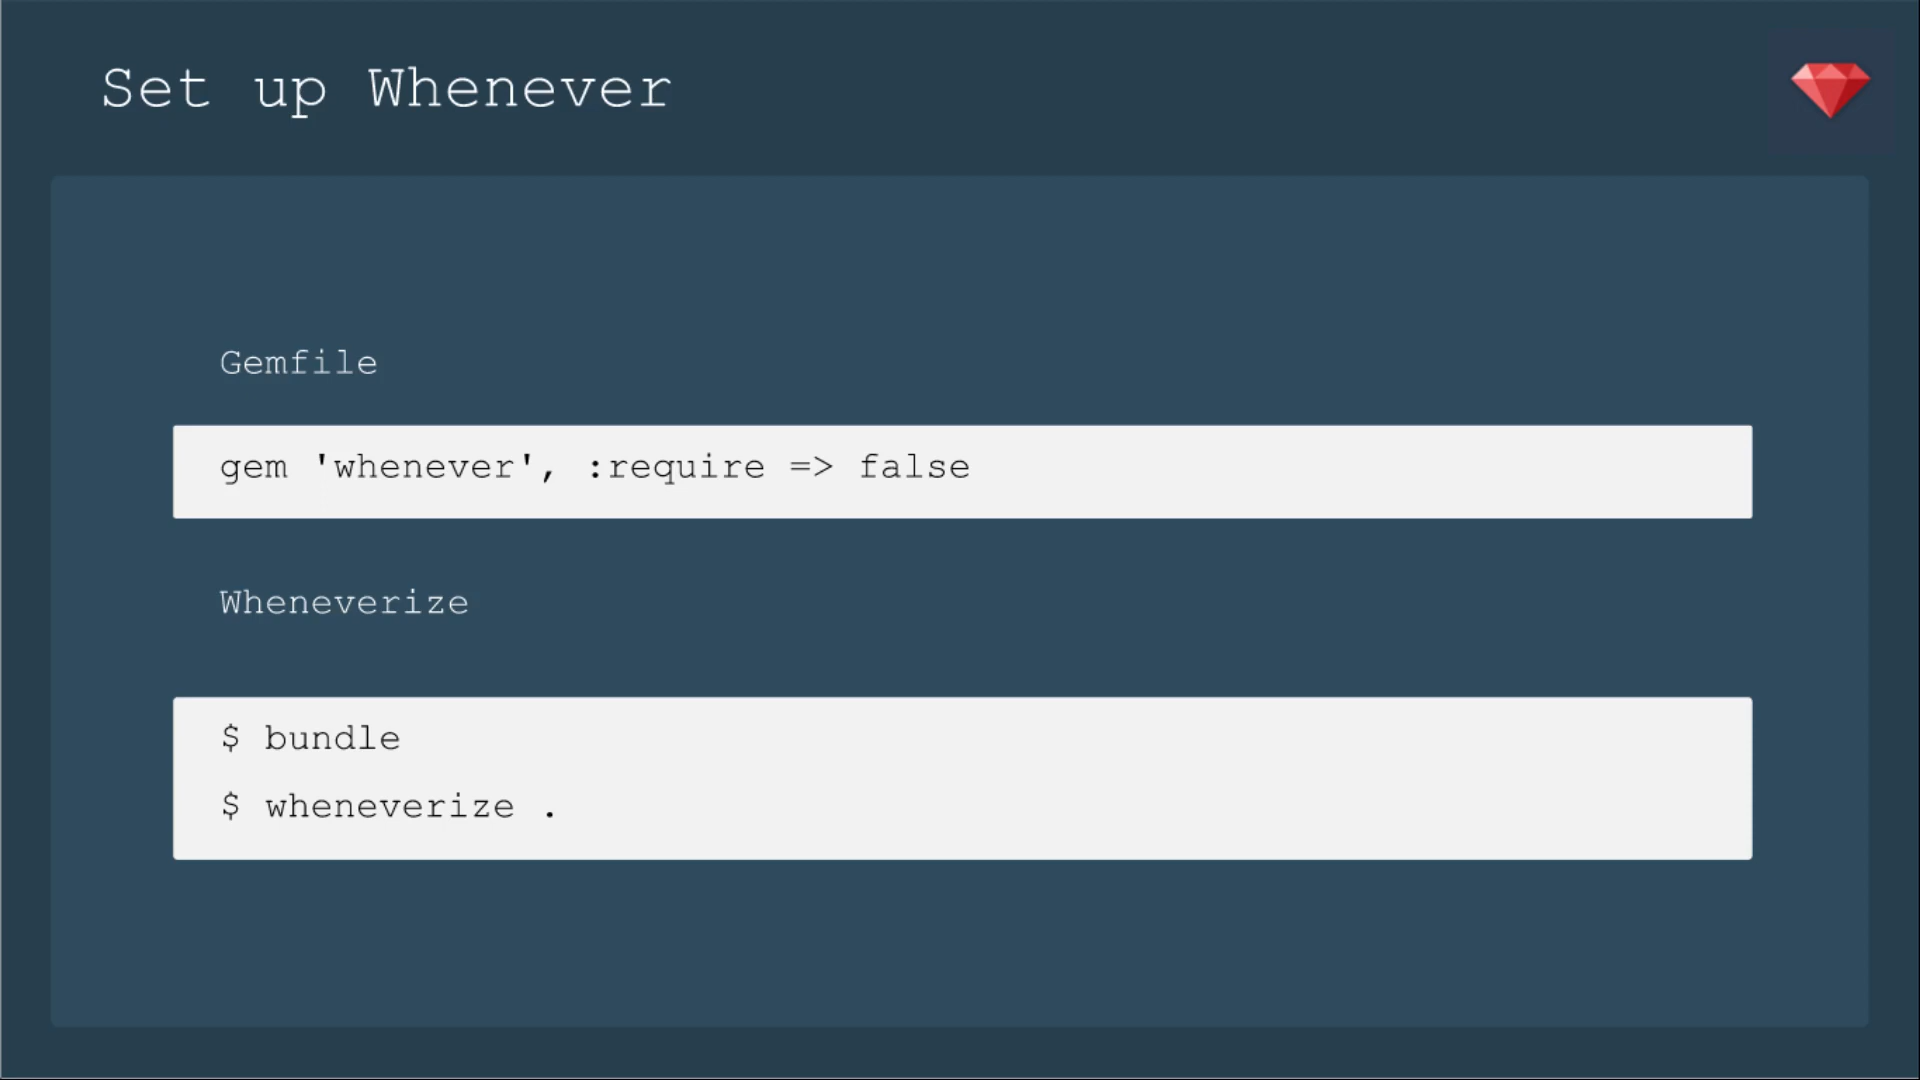 Set up Whenever
Gemfile
gem 'whenever', :require => false
Wheneverize
$ bundle
$ wheneverize .